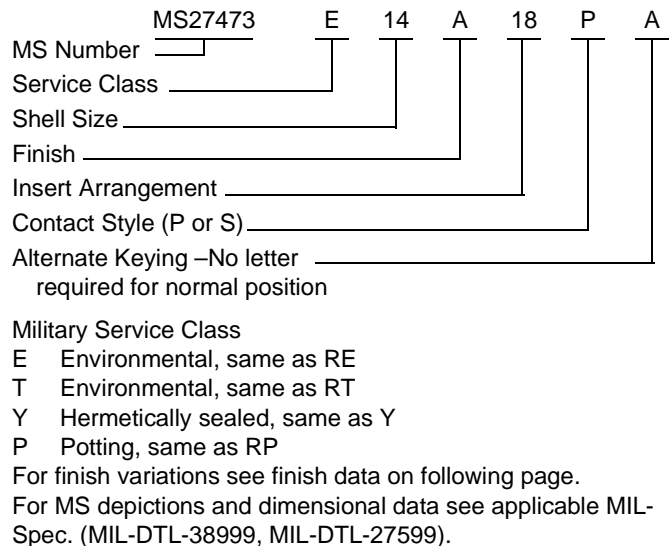 MS27473 E 14 A 18 P A
MS Number
Service Class
Shell Size
Finish
Insert Arrangement
Contact Style (P or S)
Alternate Keying –No letter
required for normal position
Military Service Class
E Environmental, same as RE
T Environmental, same as RT
Y Hermetically sealed, same as Y
P Potting, same as RP
For finish variations see finish data on following page.
For MS depictions and dimensional data see applicable MIL-
Spec. (MIL-DTL-38999, MIL-DTL-27599).